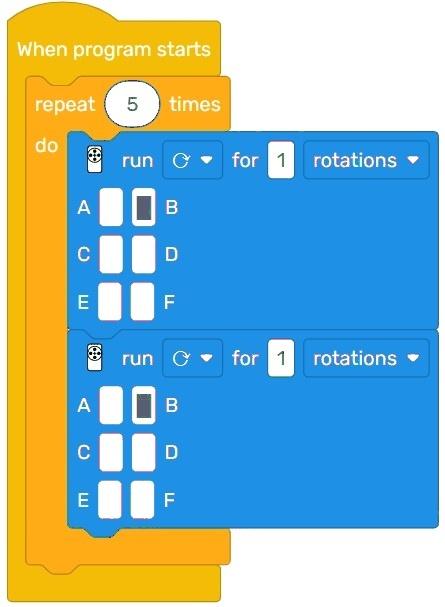 When program starts
repeat 5 times
do
run for 1 rotations
A B
C D
E F
run for 1 rotations
A B
C D
E F